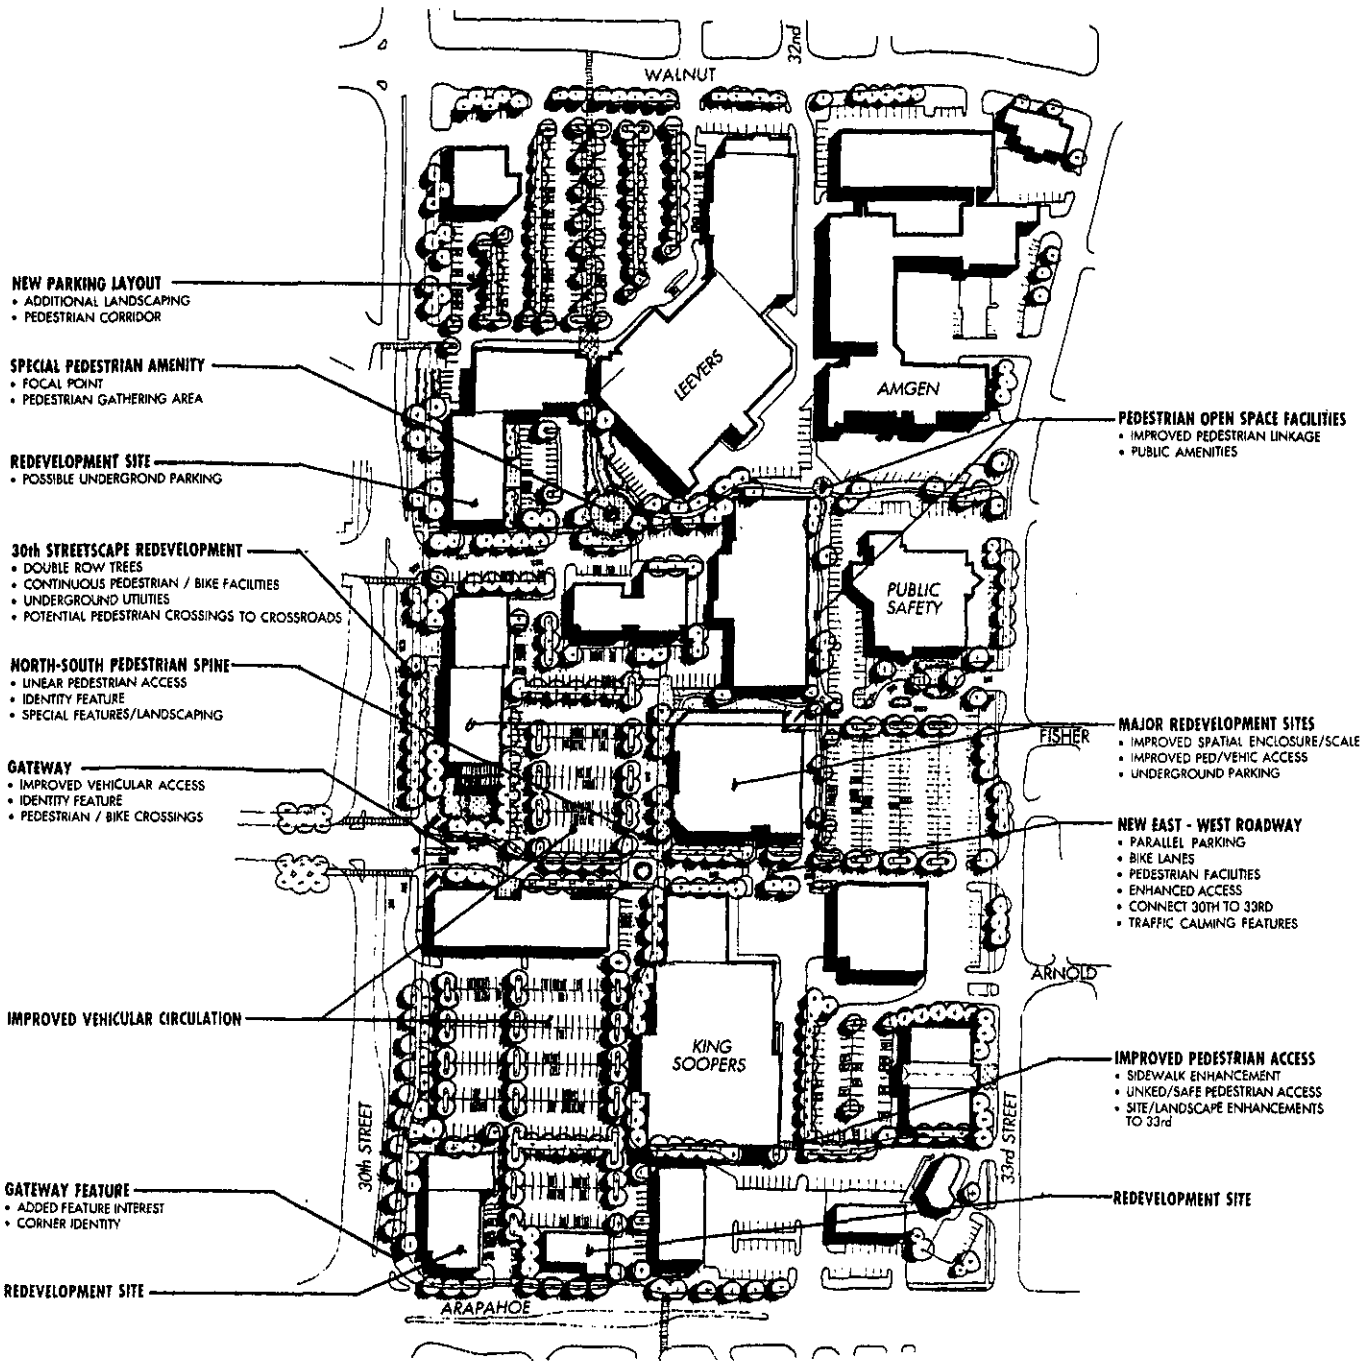 32nd
WALNUT
NEW PARKING LAYOUT
• ADDITIONAL LANDSCAPING
• PEDESTRIAN CORRIDOR
SPECIAL PEDESTRIAN AMENITY
• FOCAL POINT
• PEDESTRIAN GATHERING AREA
REDEVELOPMENT SITE
• POSSIBLE UNDERGROND PARKING
30th STREETSCAPE REDEVELOPMENT
• DOUBLE ROW TREES
• CONTINUOUS PEDESTRIAN / BIKE FACILITIES
• UNDERGROUND UTILITIES
• POTENTIAL PEDESTRIAN CROSSINGS TO CROSSROADS
NORTH-SOUTH PEDESTRIAN SPINE
• LINEAR PEDESTRIAN ACCESS
• IDENTITY FEATURE
• SPECIAL FEATURES/LANDSCAPING
GATEWAY
• IMPROVED VEHICULAR ACCESS
• IDENTITY FEATURE
• PEDESTRIAN / BIKE CROSSINGS
IMPROVED VEHICULAR CIRCULATION
GATEWAY FEATURE
• ADDED FEATURE INTEREST
• CORNER IDENTITY
REDEVELOPMENT SITE
LEEVERS
AMGEN
PUBLIC
SAFETY
KING
SOOPERS
30th STREET
ARAPAHOE
PEDESTRIAN OPEN SPACE FACILITIES
• IMPROVED PEDESTRIAN LINKAGE
• PUBLIC AMENITIES
MAJOR REDEVELOPMENT SITES
FISHER
• IMPROVED SPATIAL ENCLOSURE/SCALE
• IMPROVED PED/VEHIC ACCESS
• UNDERGROUND PARKING
NEW EAST - WEST ROADWAY
• PARALLEL PARKING
• BIKE LANES
• PEDESTRIAN FACILITIES
• ENHANCED ACCESS
• CONNECT 30TH TO 33RD
• TRAFFIC CALMING FEATURES
ARNOLD
IMPROVED PEDESTRIAN ACCESS
• SIDEWALK ENHANCEMENT
• LINKED/SAFE PEDESTRIAN ACCESS
• SITE/LANDSCAPE ENHANCEMENTS
TO 33rd
33rd STREET
REDEVELOPMENT SITE